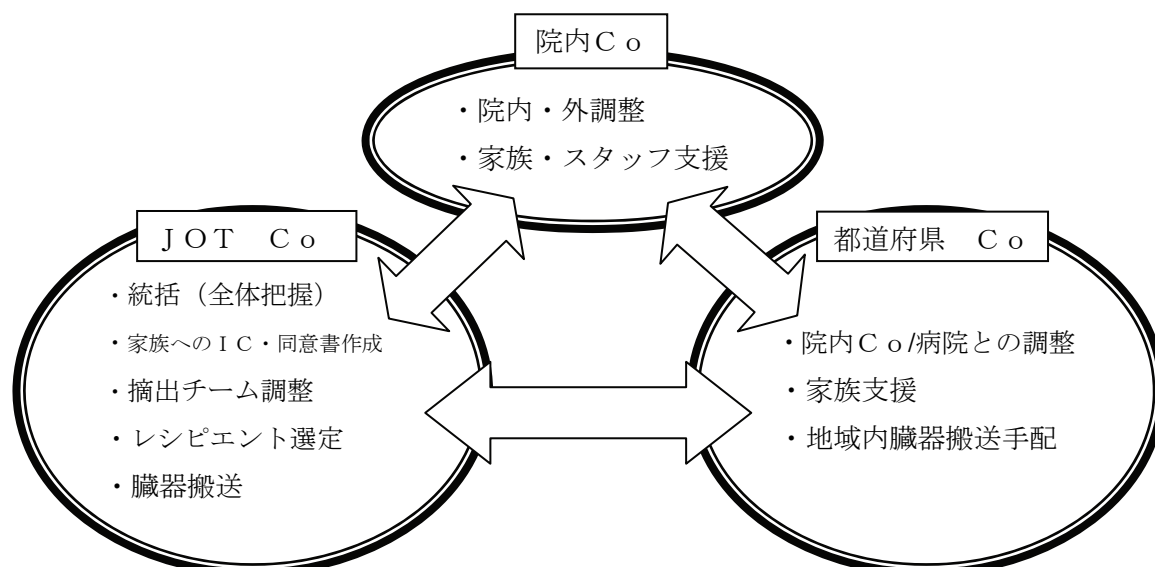 院内Ｃｏ
・院内・外調整
・家族・スタッフ支援
ＪＯＴ　Ｃｏ
・統括（全体把握）
・家族へのＩＣ・同意書作成
・摘出チーム調整
・レシピエント選定
・臓器搬送
都道府県　Ｃｏ
・院内Ｃｏ/病院との調整
・家族支援
・地域内臓器搬送手配